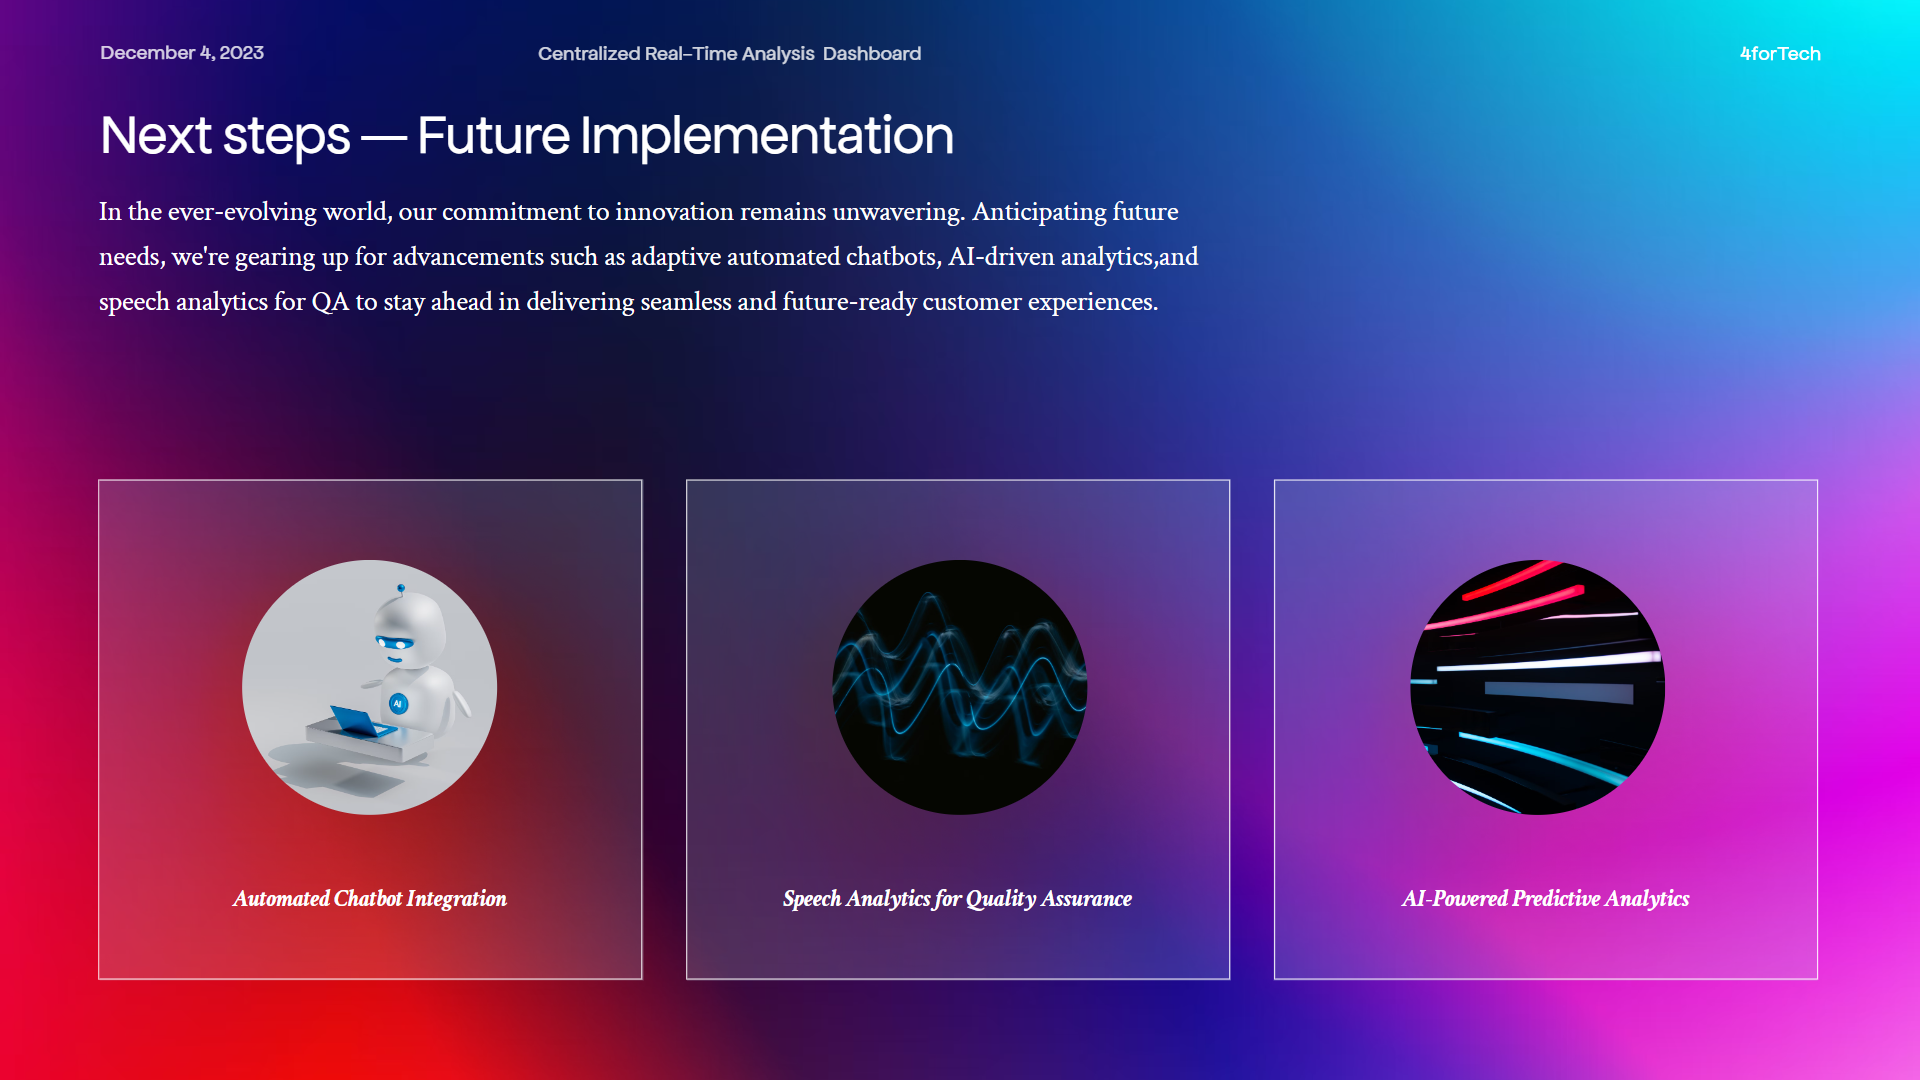 December 4, 2023
Centralized Real-Time Analysis Dashboard
4forTech
Next steps — Future Implementation
In the ever-evolving world, our commitment to innovation remains unwavering. Anticipating future
needs, we're gearing up for advancements such as adaptive automated chatbots, AI-driven analytics,and
speech analytics for QA to stay ahead in delivering seamless and future-ready customer experiences.
AI
Automated Chatbot Integration
Speech Analytics for Quality Assurance
AI-Powered Predictive Analytics